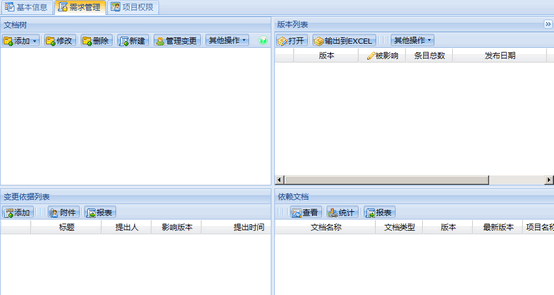 基本信息 需求管理 项目权限
文档树
添加 修改 删除 新建 管理变更 其他操作
版本列表
打开 输出到EXCEL 其他操作
版本 被影响 条目总数 发布日期
变更依据列表
添加 附件 报表
标题 提出人 影响版本 提出时间
依赖文档
查看 统计 报表
文档名称 文档类型 版本 最新版本 项目名称